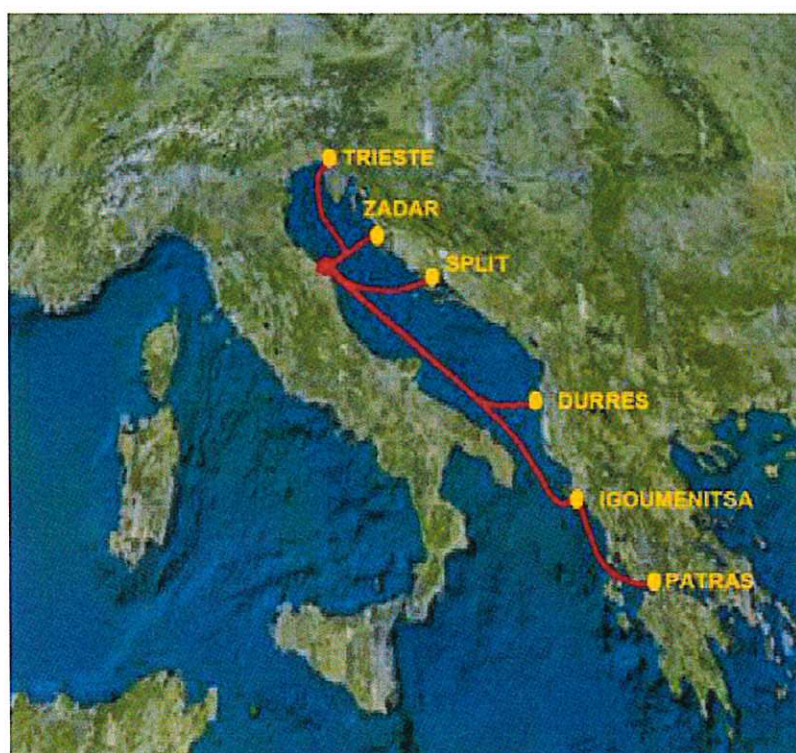 TRIESTE
ZADAR
SPLIT
DURRES
IGOUMENITSA
PATRAS